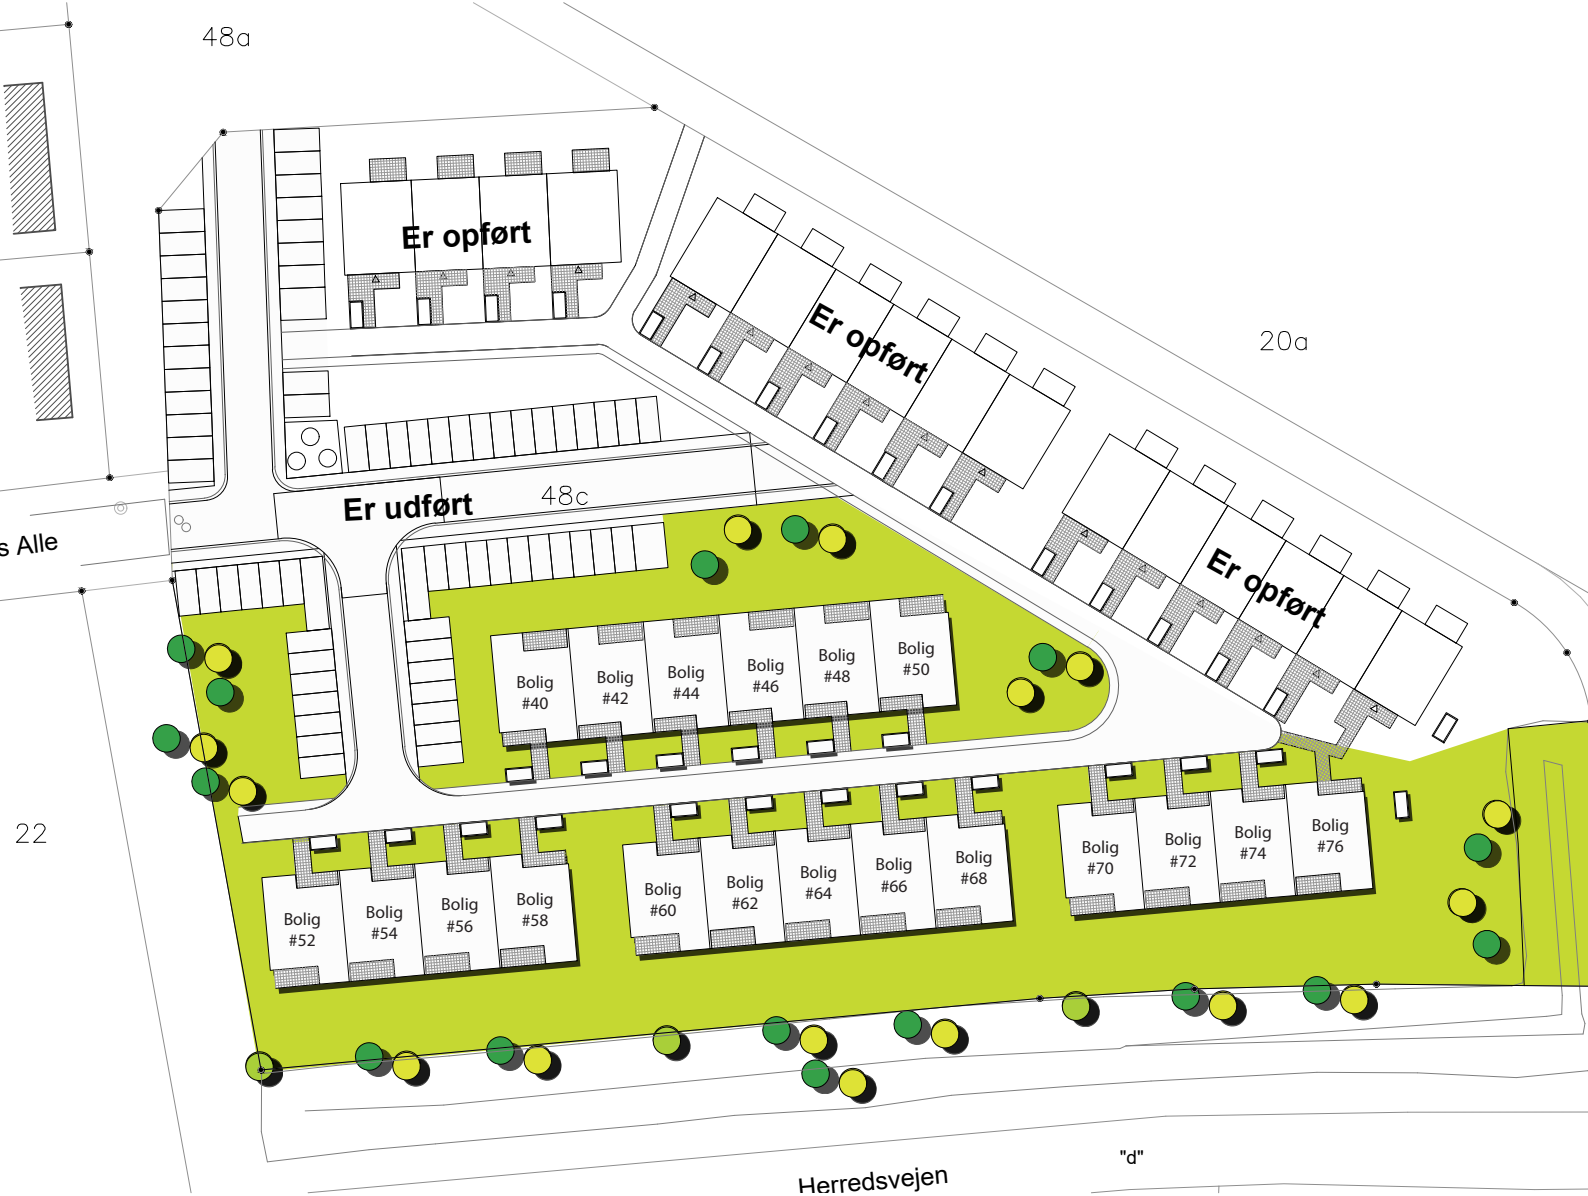 48a
Er opført
Er opført
20a
Er opført
48c
Er udført
s Alle
Bolig
#40
Bolig
#42
Bolig
#44
Bolig
#46
Bolig
#48
Bolig
#50
22
Bolig
#52
Bolig
#54
Bolig
#56
Bolig
#58
Bolig
#60
Bolig
#62
Bolig
#64
Bolig
#66
Bolig
#68
Bolig
#70
Bolig
#72
Bolig
#74
Bolig
#76
"d"
Herredsvejen